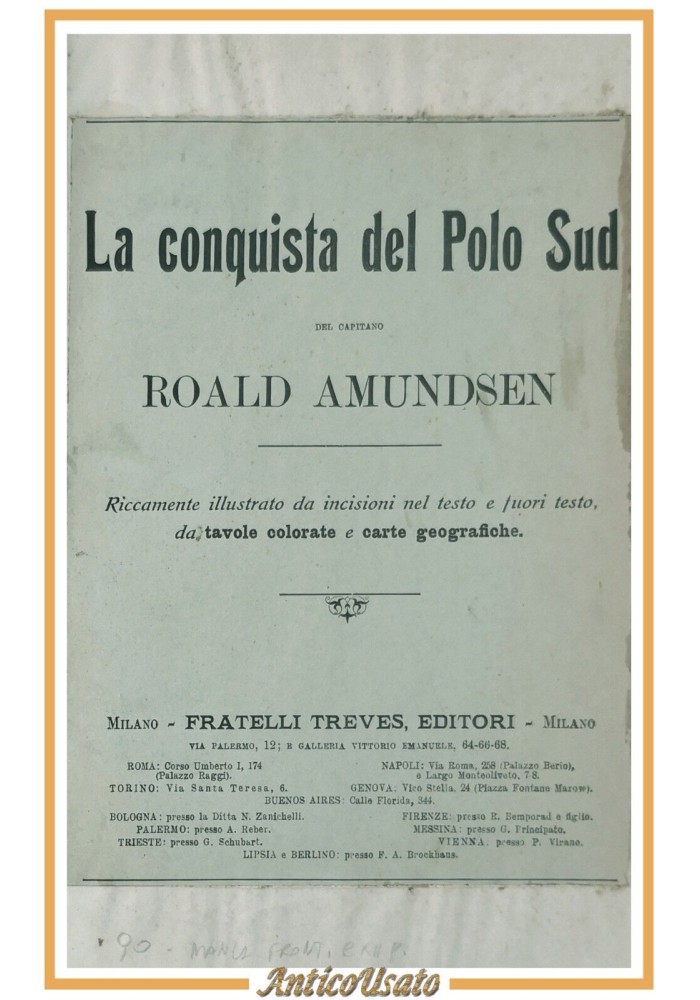 La conquista del Polo Sud
DEL CAPITANO
ROALD AMUNDSEN
Riccamente illustrato da incisioni nel testo e fuori testo,
da tavole colorate e carte geografiche.
MILANO - FRATELLI TREVES, EDITORI - MILANO
VIA PALERMO, 12; E GALLERIA VITTORIO EMANUELE, 64-66-68.
ROMA: Corso Umberto I, 174 NAPOLI: Via Roma, 258 (Palazzo Berio),
(Palazzo Raggi). e Largo Monteoliveto, 7-8.
TORINO: Via Santa Teresa, 6. GENOVA: Vico Stella, 24 (Piazza Fontane Marow).
BUENOS AIRES: Calle Florida, 344.
BOLOGNA: presso la Ditta N. Zanichelli. FIRENZE: presso R. Bemporad e figlio.
PALERMO: presso A. Reber. MESSINA: presso G. Principato.
TRIESTE: presso G. Schubart. VIENNA: presso P.
LIPSIA e BERLINO: presso F. A. Brockhaus.
90 - MANCA FRONT.
AnticoUsato